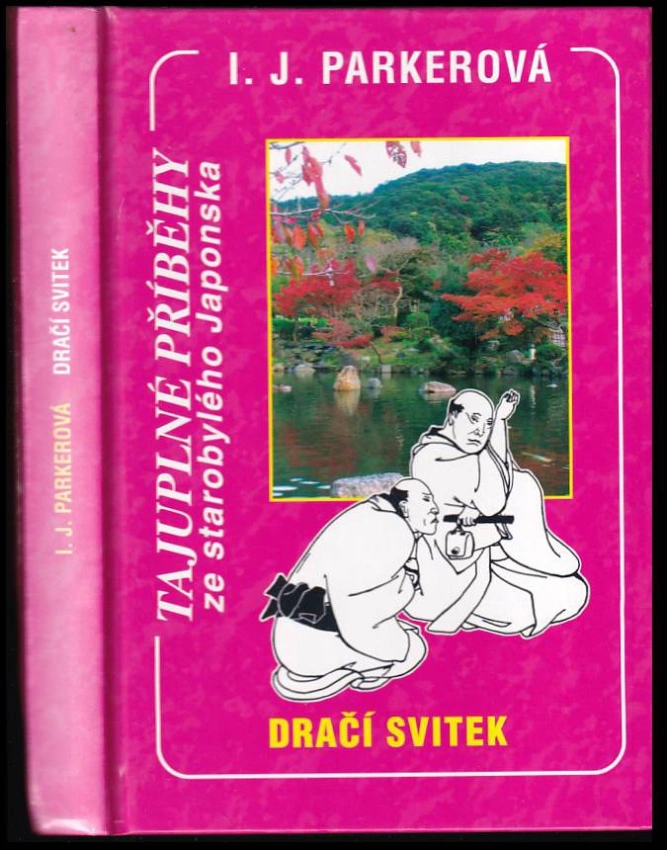 I. J. PARKEROVÁ DRAČÍ SVITEK
I. J. PARKEROVÁ
TAJUPLNÉ PŘÍBĚHY
ze starobylého Japonska
DRAČÍ SVITEK